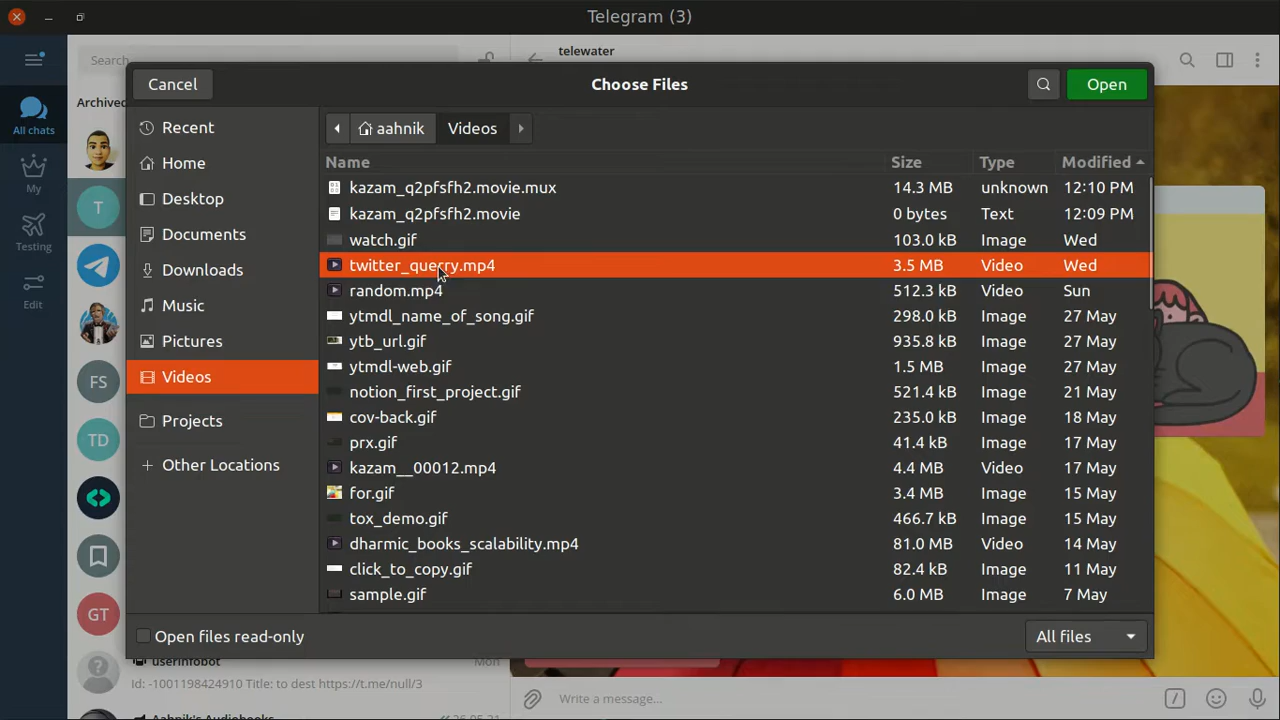 Telegram (3)
Search
telewater
Cancel
Choose Files
Open
Archived
All chats
My
Testing
Edit
T
FS
TD
GT
Recent
Home
Desktop
Documents
Downloads
Music
Pictures
Videos
Projects
Other Locations
aahnik Videos
Name Size Type Modified
kazam_q2pfsfh2.movie.mux 14.3 MB unknown 12:10 PM
kazam_q2pfsfh2.movie 0 bytes Text 12:09 PM
watch.gif 103.0 kB Image Wed
twitter_querry.mp4 3.5 MB Video Wed
random.mp4 512.3 kB Video Sun
ytmdl_name_of_song.gif 298.0 kB Image 27 May
ytb_url.gif 935.8 kB Image 27 May
ytmdl-web.gif 1.5 MB Image 27 May
notion_first_project.gif 521.4 kB Image 21 May
cov-back.gif 235.0 kB Image 18 May
prx.gif 41.4 kB Image 17 May
kazam__00012.mp4 4.4 MB Video 17 May
for.gif 3.4 MB Image 15 May
tox_demo.gif 466.7 kB Image 15 May
dharmic_books_scalability.mp4 81.0 MB Video 14 May
click_to_copy.gif 82.4 kB Image 11 May
sample.gif 6.0 MB Image 7 May
Open files read-only
All files
userinfobot Mon
Id: -1001198424910 Title: to dest https://t.me/null/3
Aahnik's Audiobooks 26.05.21
Write a message...